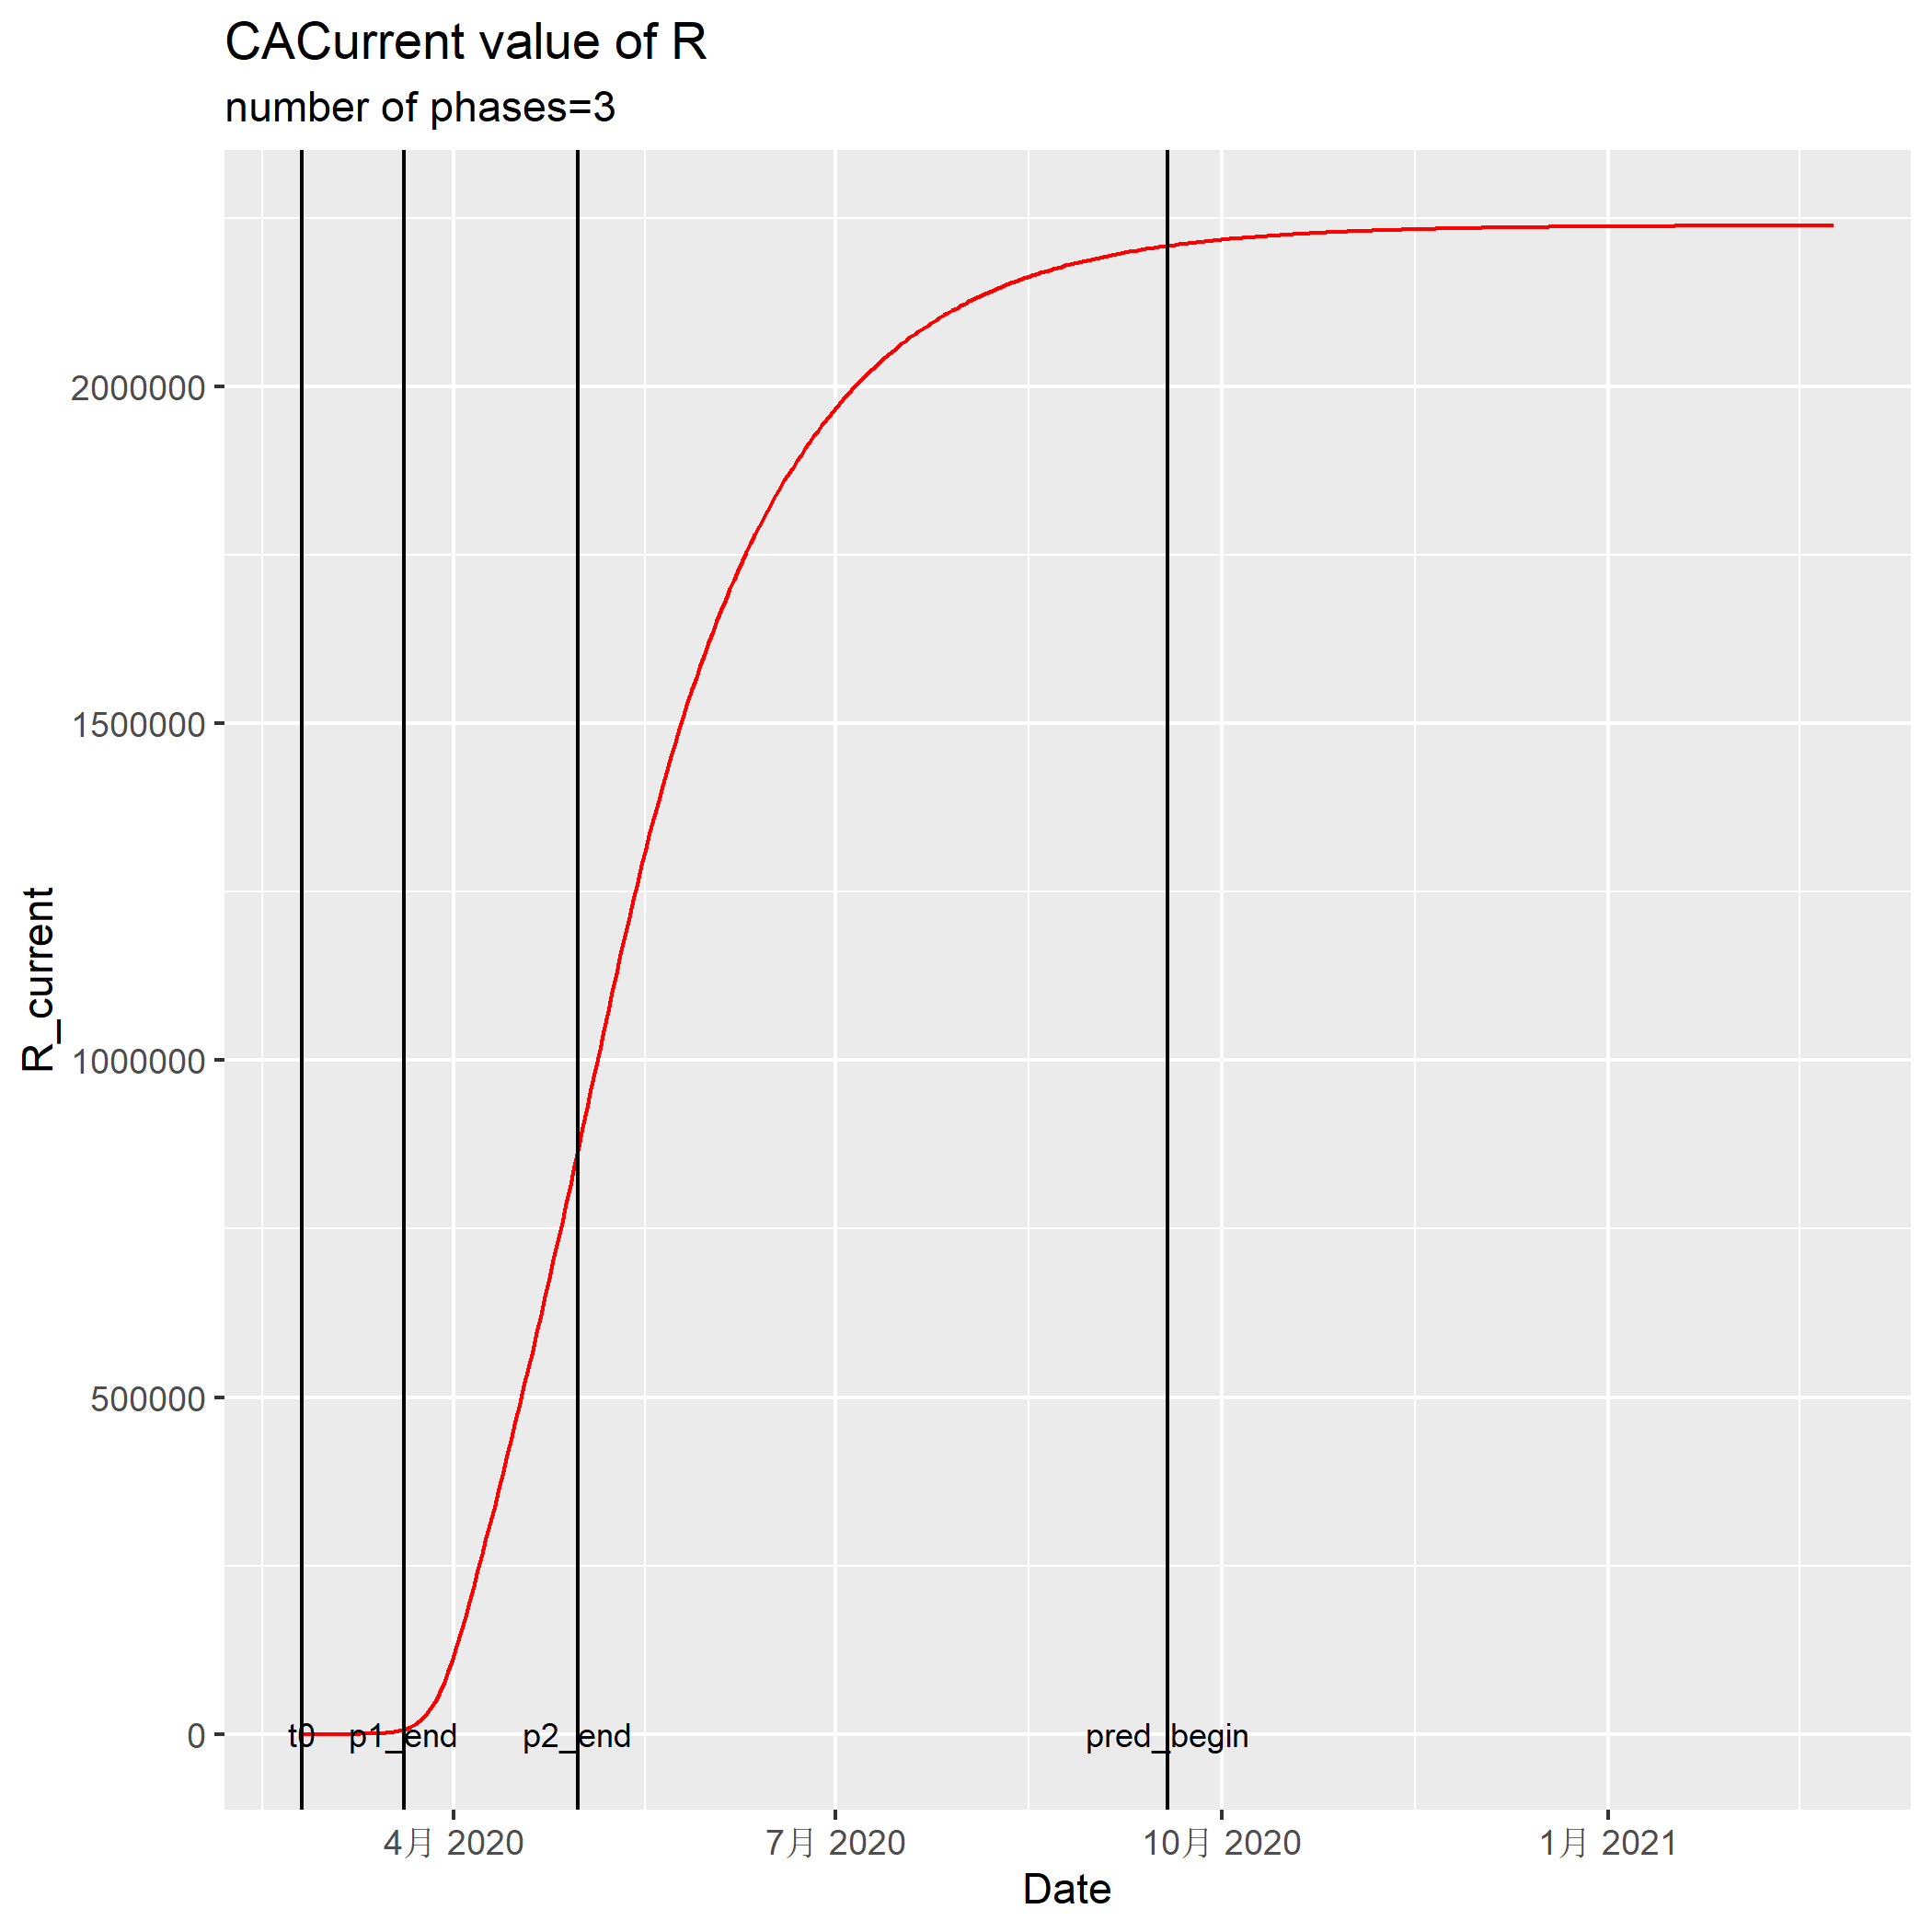 CACurrent value of R
number of phases=3
R_current
2000000
1500000
1000000
500000
0
t0 p1_end p2_end pred_begin
4月 2020 7月 2020 10月 2020 1月 2021
Date